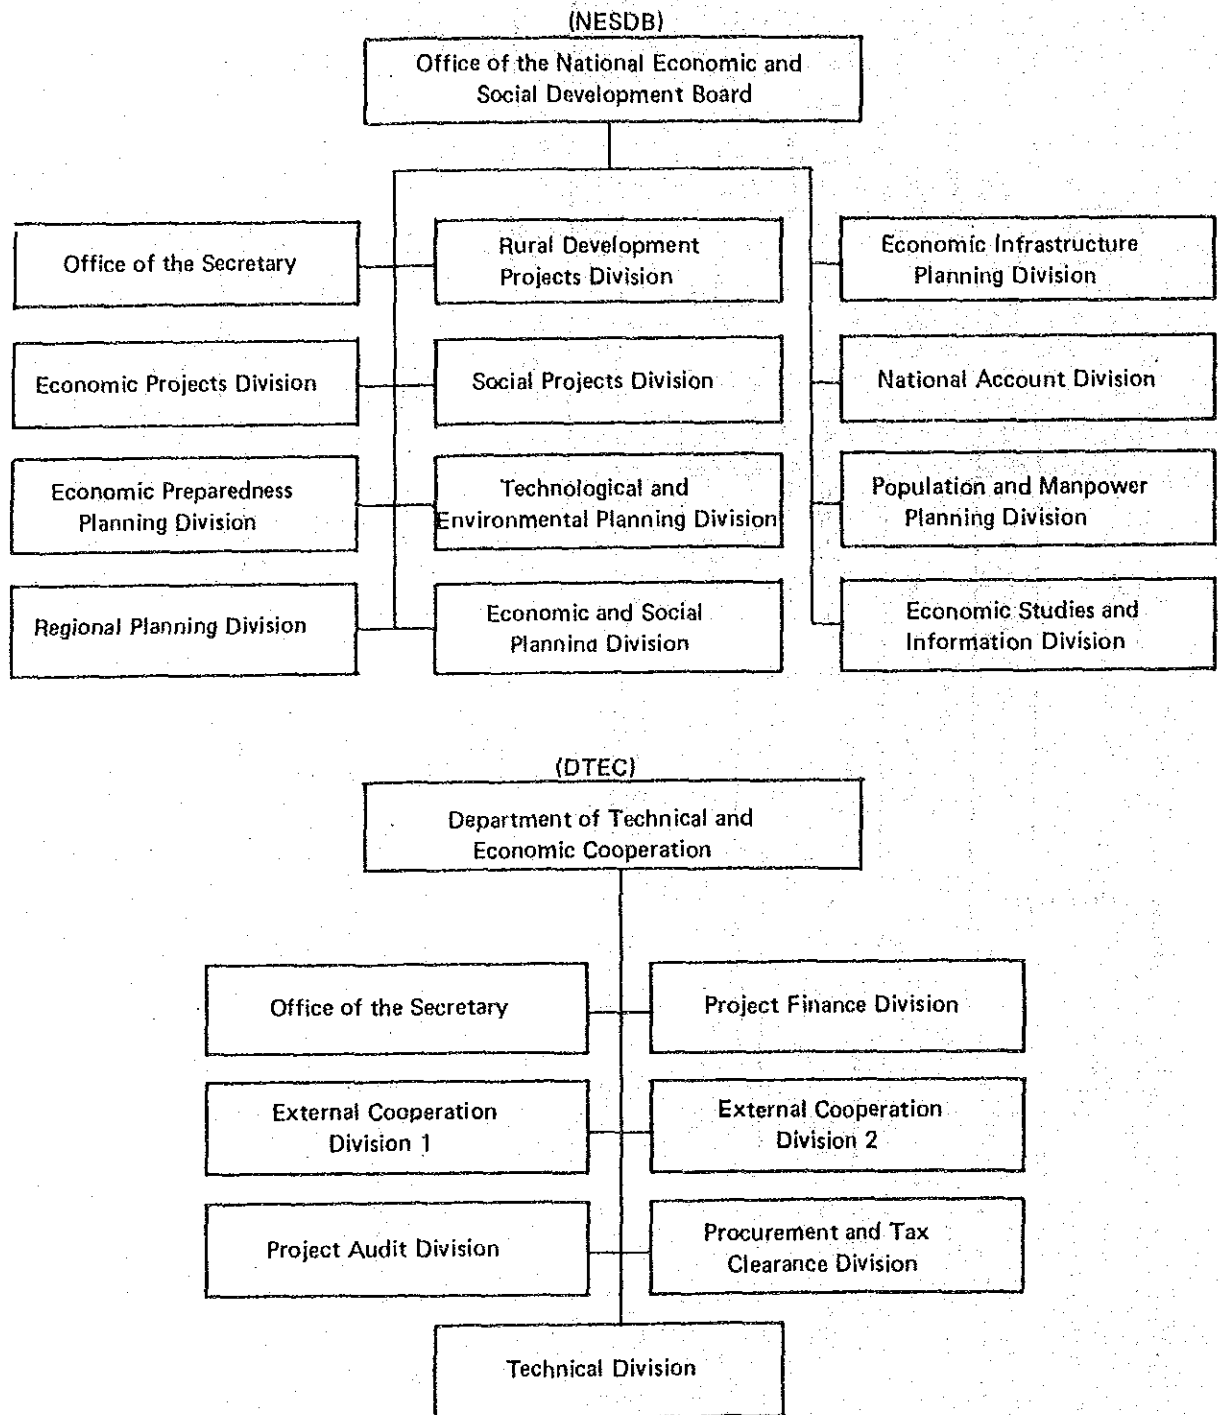 (NESDB)
Office of the National Economic and
Social Development Board
Office of the Secretary
Rural Development
Projects Division
Economic Infrastructure
Planning Division
Economic Projects Division
Social Projects Division
National Account Division
Economic Preparedness
Planning Division
Technological and
Environmental Planning Division
Population and Manpower
Planning Division
Regional Planning Division
Economic and Social
Planning Division
Economic Studies and
Information Division
(DTEC)
Department of Technical and
Economic Cooperation
Office of the Secretary
Project Finance Division
External Cooperation
Division 1
External Cooperation
Division 2
Project Audit Division
Procurement and Tax
Clearance Division
Technical Division